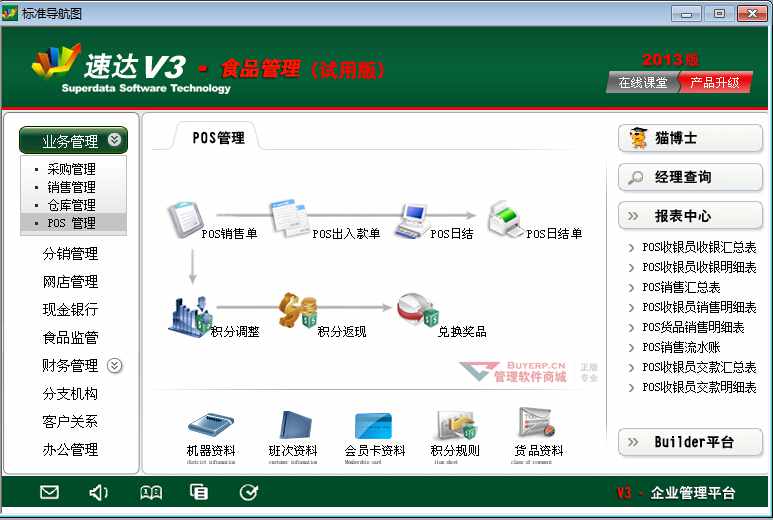 标准导航图
速达V3 - 食品管理（试用版）
Superdata Software Technology
2013版
在线课堂 产品升级
业务管理
采购管理
销售管理
仓库管理
POS 管理
分销管理
网店管理
现金银行
食品监管
财务管理
分支机构
客户关系
办公管理
POS管理
POS销售单 POS出入款单 POS日结 POS日结单
积分调整 积分返现 兑换奖品
BUYERP.CN
管理软件商城
正版
专业
机器资料 班次资料 会员卡资料 积分规则 货品资料
district information customer information Membership card item sheet class of comment
猫博士
经理查询
报表中心
POS收银员收银汇总表
POS收银员收银明细表
POS销售汇总表
POS收银员销售明细表
POS货品销售明细表
POS销售流水账
POS收银员交款汇总表
POS收银员交款明细表
Builder平台
V3 - 企业管理平台